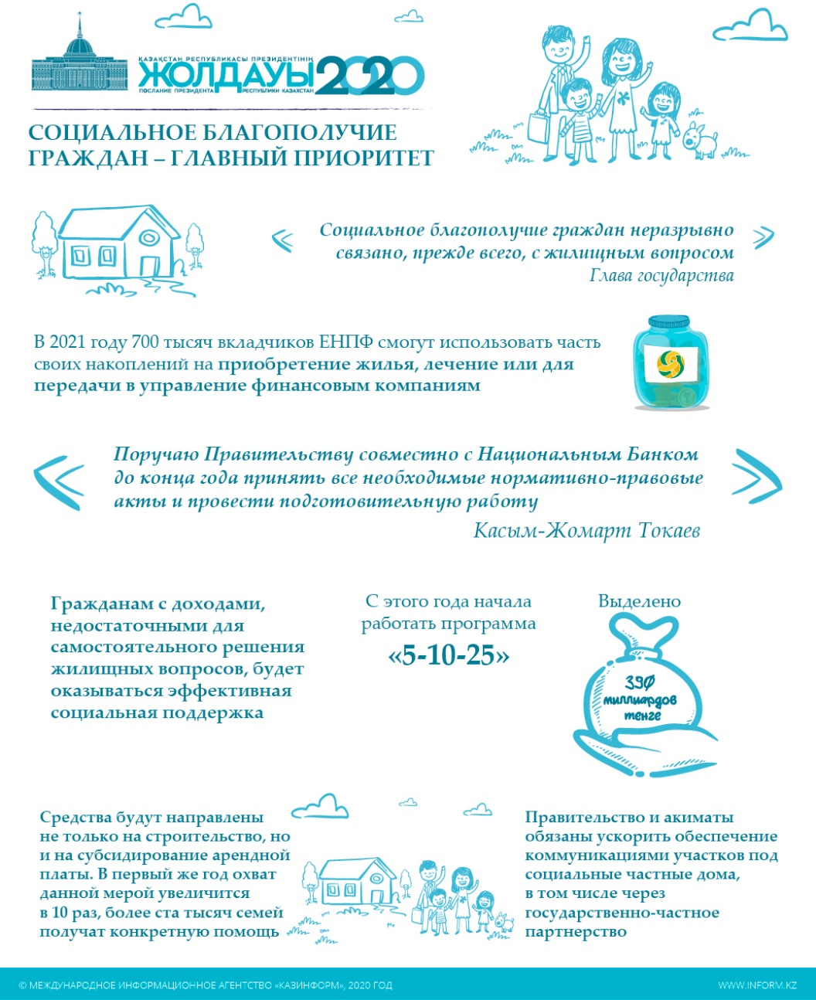 ҚАЗАҚСТАН РЕСПУБЛИКАСЫ ПРЕЗИДЕНТІНІҢ
ЖОЛДАУЫ 2020
ПОСЛАНИЕ ПРЕЗИДЕНТА РЕСПУБЛИКИ КАЗАХСТАН
СОЦИАЛЬНОЕ БЛАГОПОЛУЧИЕ
ГРАЖДАН – ГЛАВНЫЙ ПРИОРИТЕТ
« Социальное благополучие граждан неразрывно »
связано, прежде всего, с жилищным вопросом
Глава государства
В 2021 году 700 тысяч вкладчиков ЕНПФ смогут использовать часть
своих накоплений на приобретение жилья, лечение или для
передачи в управление финансовым компаниям
« Поручаю Правительству совместно с Национальным Банком
до конца года принять все необходимые нормативно-правовые »
акты и провести подготовительную работу
Касым-Жомарт Токаев
Гражданам с доходами,
недостаточными для
самостоятельного решения
жилищных вопросов, будет
оказываться эффективная
социальная поддержка
С этого года начала
работать программа
«5-10-25»
Выделено
390
миллиардов
тенге
Средства будут направлены
не только на строительство, но
и на субсидирование арендной
платы. В первый же год охват
данной мерой увеличится
в 10 раз, более ста тысяч семей
получат конкретную помощь
Правительство и акиматы
обязаны ускорить обеспечение
коммуникациями участков под
социальные частные дома,
в том числе через
государственно-частное
партнерство
© МЕЖДУНАРОДНОЕ ИНФОРМАЦИОННОЕ АГЕНТСТВО «КАЗИНФОРМ», 2020 ГОД
WWW.INFORM.KZ